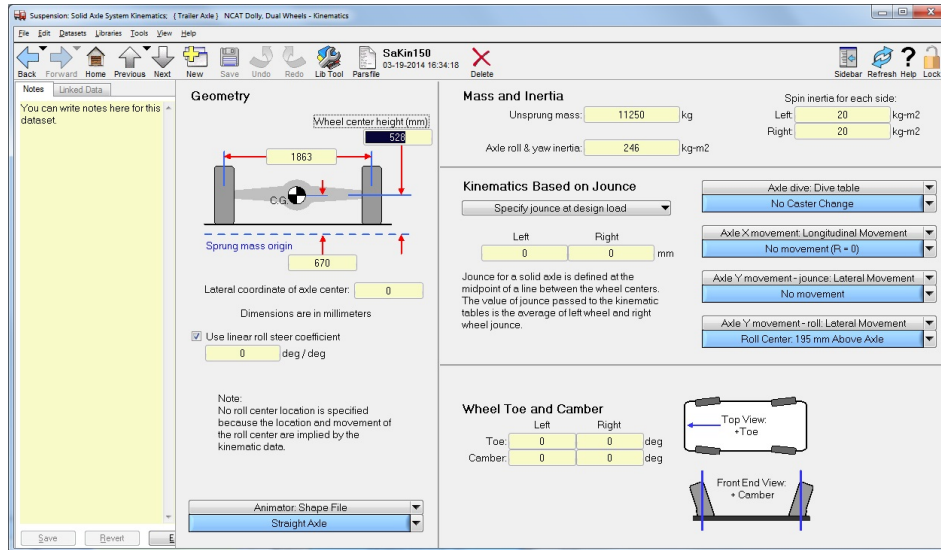 Suspension: Solid Axle System Kinematics; { Trailer Axle } NCAT Dolly, Dual Wheels - Kinematics
File Edit Datasets Libraries Tools View Help
Back Forward Home Previous Next New Save Undo Redo Lib Tool Parsfile
SaKin150
03-19-2014 16:34:18
Delete
Sidebar Refresh Help Lock
Notes Linked Data
You can write notes here for this
dataset.
Save Revert E
Geometry
Wheel center height (mm)
528
1863
C.G.
Sprung mass origin
670
Lateral coordinate of axle center: 0
Dimensions are in millimeters
Use linear roll steer coefficient
0 deg / deg
Note:
No roll center location is specified
because the location and movement of
the roll center are implied by the
kinematic data.
Animator: Shape File
Straight Axle
Mass and Inertia
Unsprung mass: 11250 kg
Axle roll & yaw inertia: 246 kg-m2
Spin inertia for each side:
Left: 20 kg-m2
Right: 20 kg-m2
Kinematics Based on Jounce
Specify jounce at design load
Left Right
0 0 mm
Jounce for a solid axle is defined at the
midpoint of a line between the wheel centers.
The value of jounce passed to the kinematic
tables is the average of left wheel and right
wheel jounce.
Axle dive: Dive table
No Caster Change
Axle X movement: Longitudinal Movement
No movement (R = 0)
Axle Y movement - jounce: Lateral Movement
No movement
Axle Y movement - roll: Lateral Movement
Roll Center: 195 mm Above Axle
Wheel Toe and Camber
Left Right
Toe: 0 0 deg
Camber: 0 0 deg
Top View:
+Toe
Front End View:
+ Camber